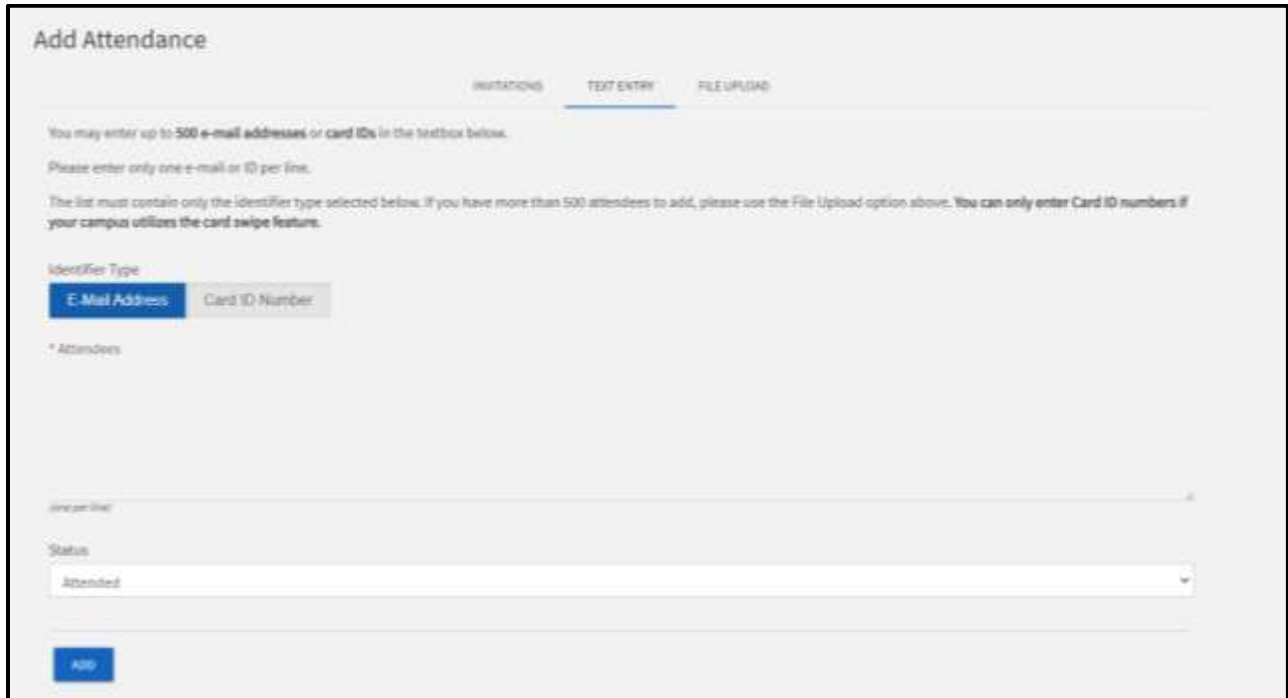 Add Attendance
INVITATIONS TEXT ENTRY FILE UPLOAD
You may enter up to 500 e-mail addresses or card IDs in the textbox below.
Please enter only one e-mail or ID per line.
The list must contain only the identifier type selected below. If you have more than 500 attendees to add, please use the File Upload option above. You can only enter Card ID numbers if
your campus utilizes the card swipe feature.
Identifier Type
E-Mail Address Card ID Number
* Attendees
(one per line)
Status
Attended
ADD